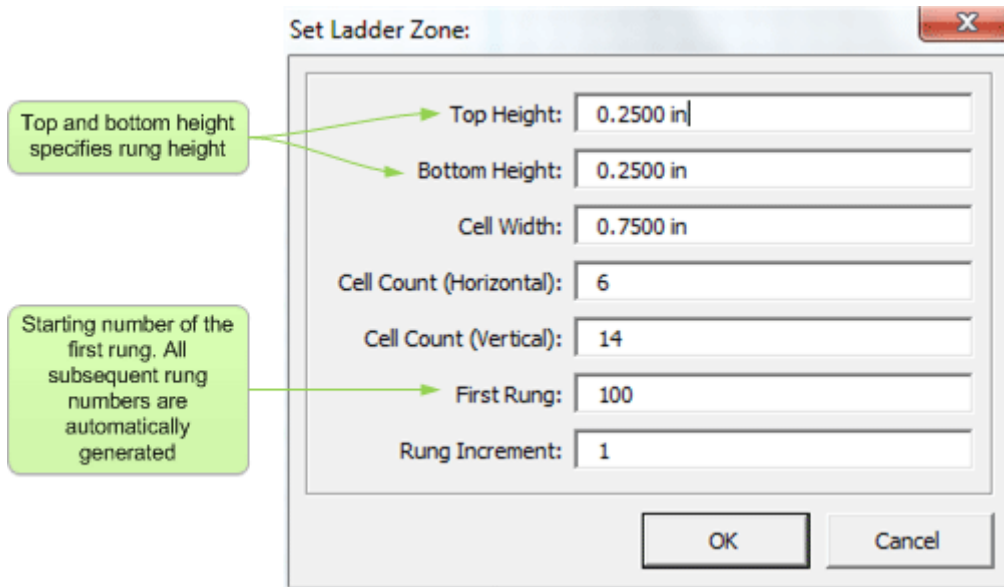 Set Ladder Zone:
X
Top and bottom height
specifies rung height
Top Height: 0.2500 in
Bottom Height: 0.2500 in
Cell Width: 0.7500 in
Cell Count (Horizontal): 6
Cell Count (Vertical): 14
Starting number of the
first rung. All
subsequent rung
numbers are
automatically
generated
First Rung: 100
Rung Increment: 1
OK
Cancel